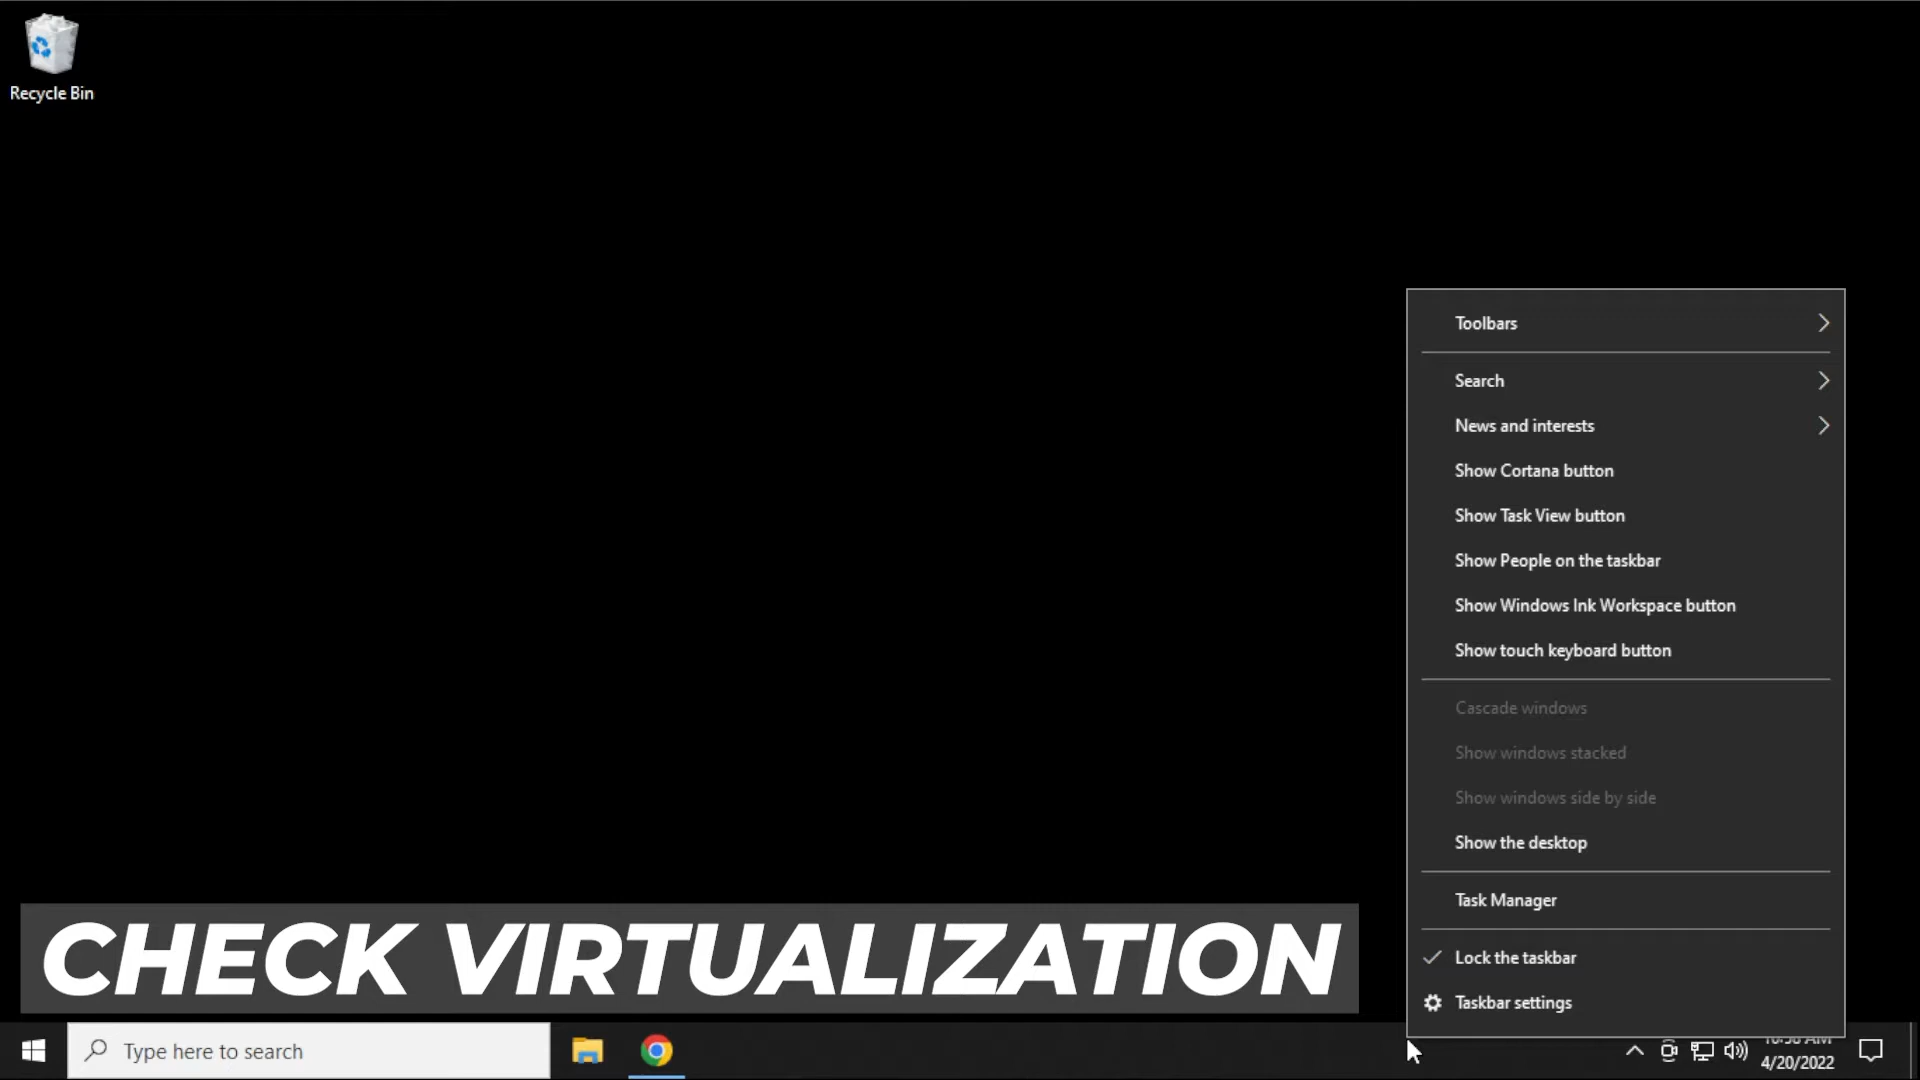 Recycle Bin
Toolbars
Search
News and interests
Show Cortana button
Show Task View button
Show People on the taskbar
Show Windows Ink Workspace button
Show touch keyboard button
Cascade windows
Show windows stacked
Show windows side by side
Show the desktop
Task Manager
Lock the taskbar
Taskbar settings
CHECK VIRTUALIZATION
Type here to search
4/20/2022